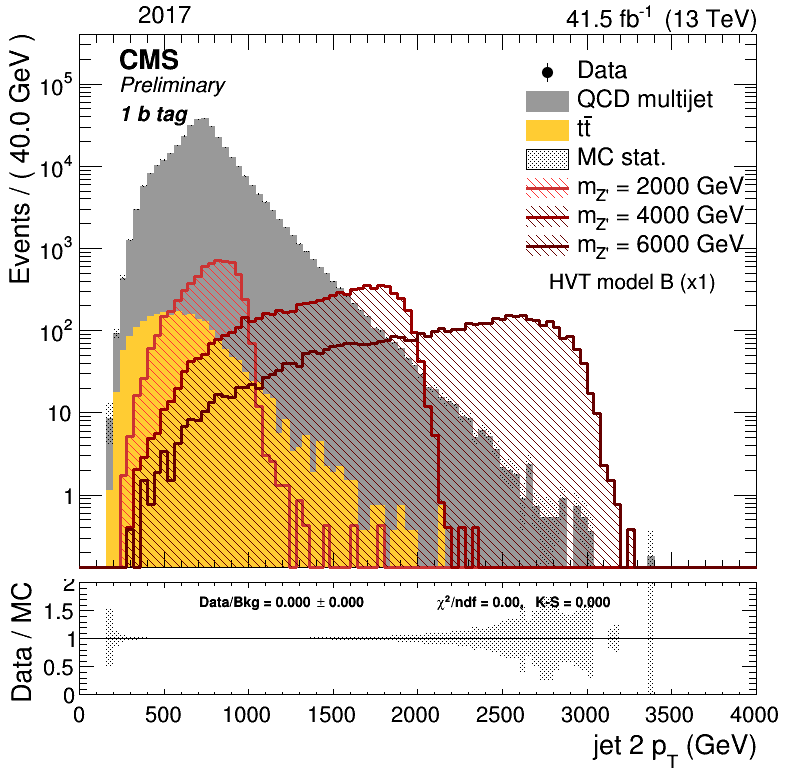 2017 41.5 fb⁻¹ (13 TeV)
CMS
Preliminary
1 b tag
Data
QCD multijet
tt̄
MC stat.
m_Z' = 2000 GeV
m_Z' = 4000 GeV
m_Z' = 6000 GeV
HVT model B (x1)
Events / ( 40.0 GeV )
10⁵
10⁴
10³
10²
10
1
Data/Bkg = 0.000 ± 0.000 χ²/ndf = 0.00, K-S = 0.000
Data / MC
2
1.5
1
0.5
0
0 500 1000 1500 2000 2500 3000 3500 4000
jet 2 p_T (GeV)